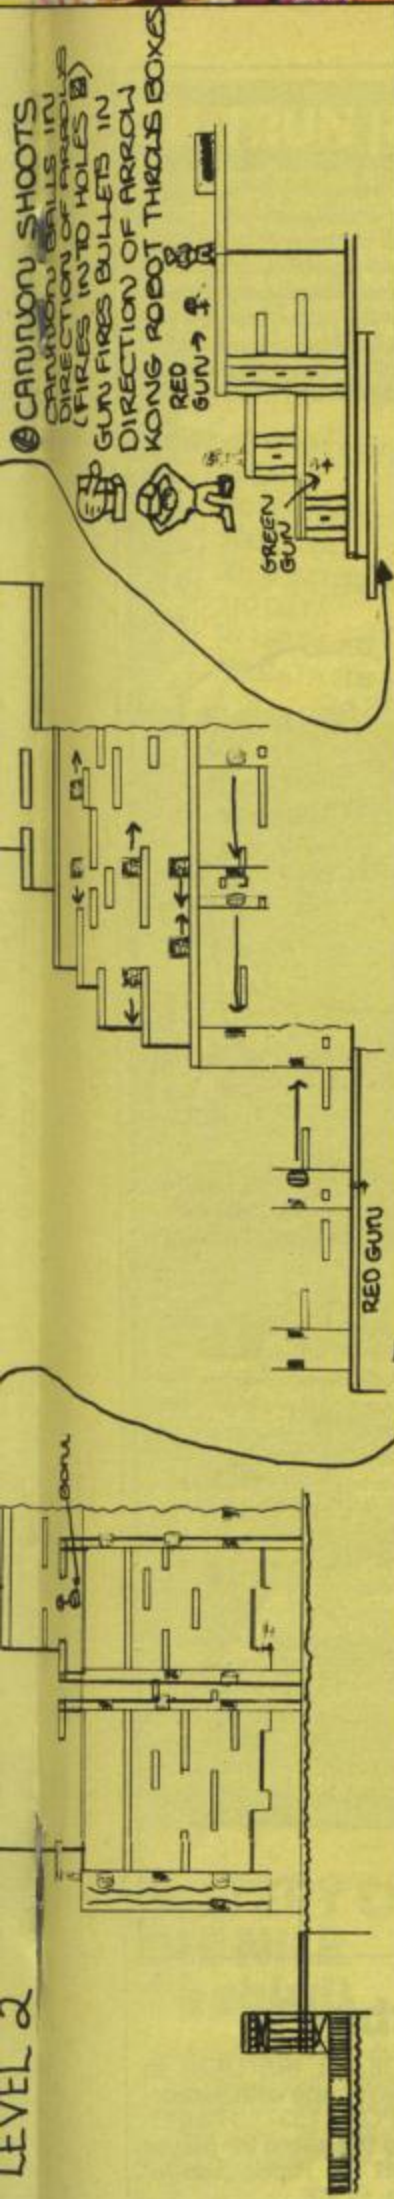 LEVEL 2
BOWL
RED GUN
GREEN
GUN
@ CANNON SHOOTS
CANNON BALLS IN
DIRECTION OF ARROWS
(FIRES INTO HOLES)
GUN FIRES BULLETS IN
DIRECTION OF ARROW
KONG ROBOT THROWS BOXES
RED
GUN →